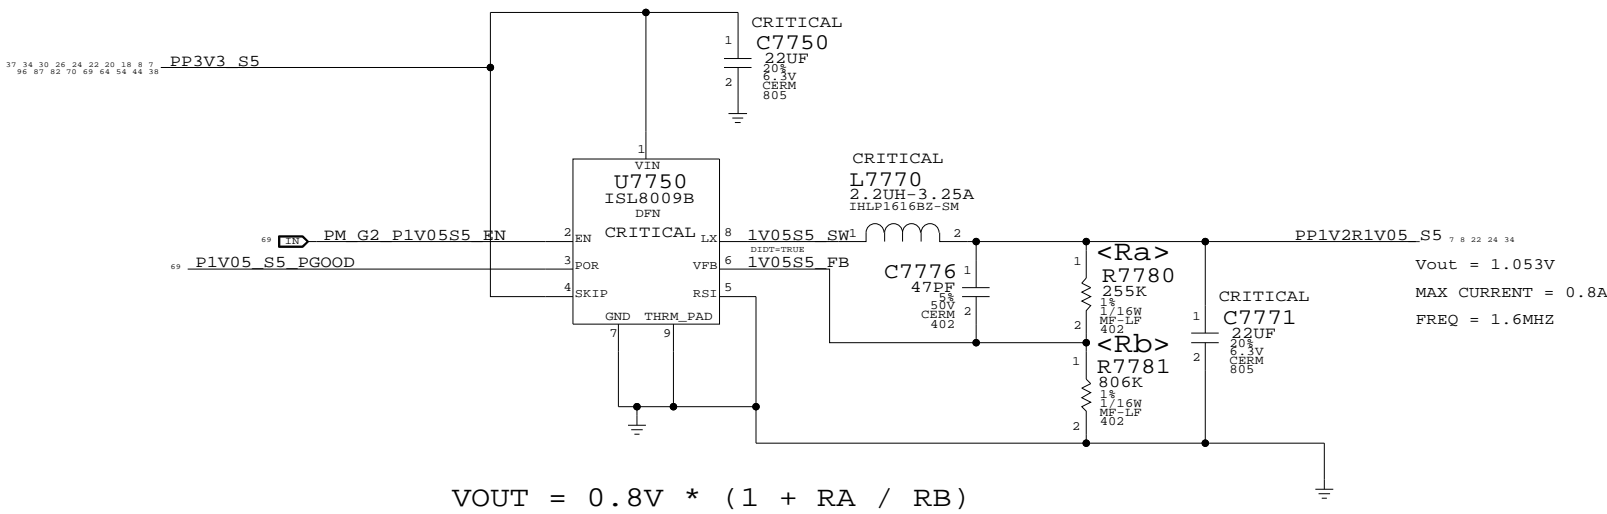 CRITICAL
1
C7750
22UF
20%
6.3V
CERM
805
2
37 34 30 26 24 22 20 18 8 7
96 87 82 70 69 64 54 44 38
PP3V3_S5
1
VIN
U7750
ISL8009B
DFN
CRITICAL
69 IN PM_G2_P1V05S5_EN 2 EN
69 P1V05_S5_PGOOD 3 POR
4 SKIP
LX 8 1V05S5_SW
DIDT=TRUE
VFB 6 1V05S5_FB
RSI 5
GND THRM_PAD
7 9
CRITICAL
L7770
2.2UH-3.25A
IHLP1616BZ-SM
1 2
PP1V2R1V05_S5 7 8 22 24 34
C7776
47PF
5%
50V
CERM
402
1
2
<Ra>
1
R7780
255K
1%
1/16W
MF-LF
402
2
<Rb>
1
R7781
806K
1%
1/16W
MF-LF
402
2
CRITICAL
1
C7771
22UF
20%
6.3V
CERM
805
2
Vout = 1.053V
MAX CURRENT = 0.8A
FREQ = 1.6MHZ
VOUT = 0.8V * (1 + RA / RB)